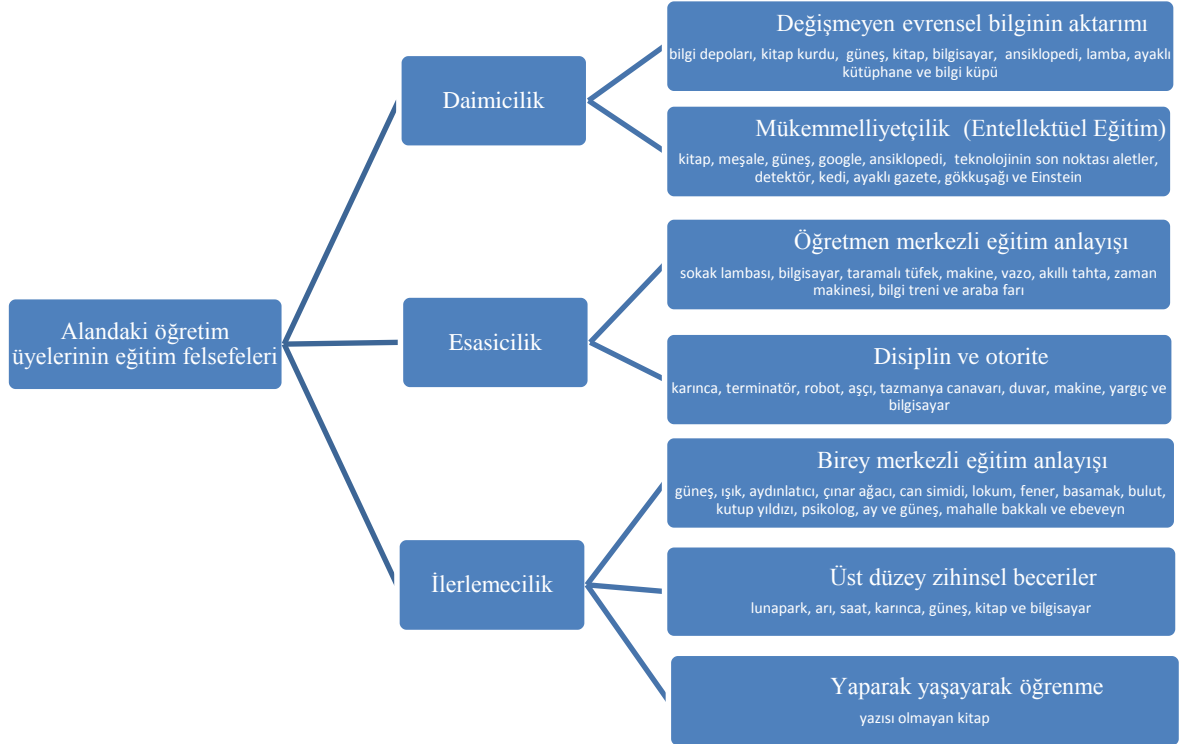 Alandaki öğretim
üyelerinin eğitim felsefeleri
Daimicilik
Değişmeyen evrensel bilginin aktarımı
bilgi depoları, kitap kurdu, güneş, kitap, bilgisayar, ansiklopedi, lamba, ayaklı
kütüphane ve bilgi küpü
Mükemmelliyetçilik (Entellektüel Eğitim)
kitap, meşale, güneş, google, ansiklopedi, teknolojinin son noktası aletler,
detektör, kedi, ayaklı gazete, gökkuşağı ve Einstein
Esasicilik
Öğretmen merkezli eğitim anlayışı
sokak lambası, bilgisayar, taramalı tüfek, makine, vazo, akıllı tahta, zaman
makinesi, bilgi treni ve araba farı
Disiplin ve otorite
karınca, terminatör, robot, aşçı, tazmanya canavarı, duvar, makine, yargıç ve
bilgisayar
İlerlemecilik
Birey merkezli eğitim anlayışı
güneş, ışık, aydınlatıcı, çınar ağacı, can simidi, lokum, fener, basamak, bulut,
kutup yıldızı, psikolog, ay ve güneş, mahalle bakkalı ve ebeveyn
Üst düzey zihinsel beceriler
lunapark, arı, saat, karınca, güneş, kitap ve bilgisayar
Yaparak yaşayarak öğrenme
yazısı olmayan kitap